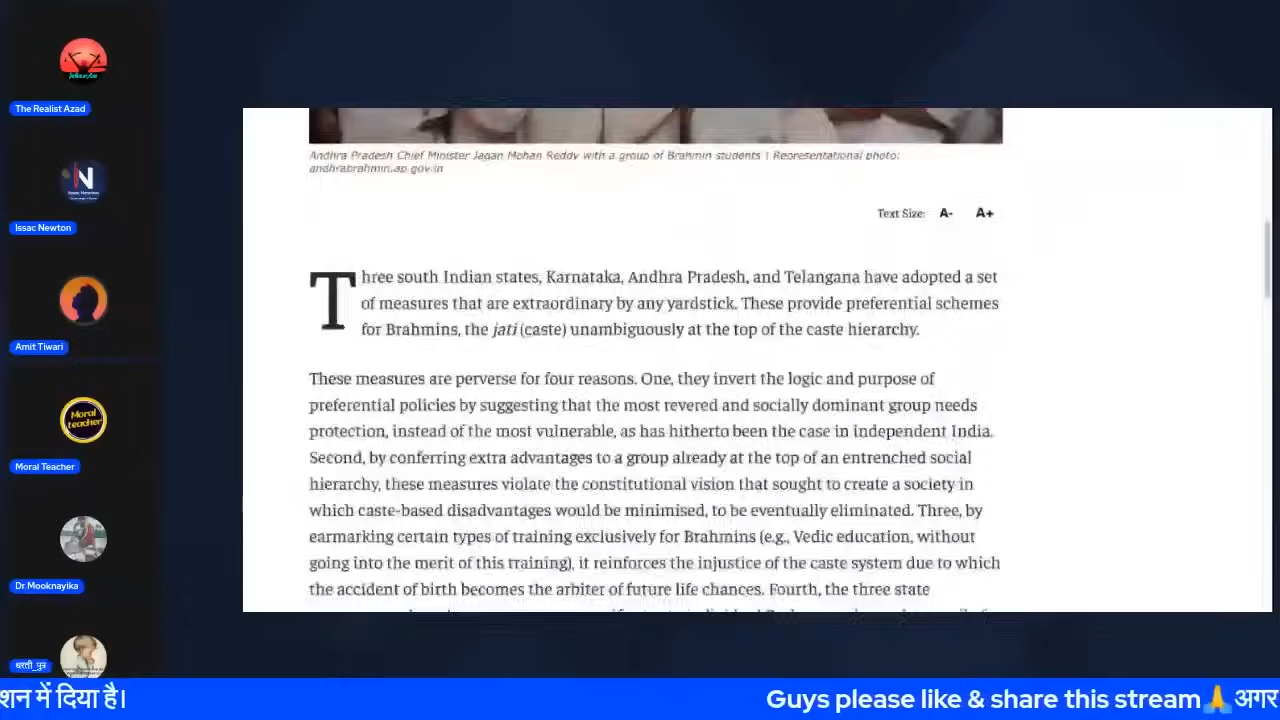 The Realist Azad
Issac Newton
Amit Tiwari
Moral
teacher
Moral Teacher
Dr Mooknayika
धरती_पुत्र
Andhra Pradesh Chief Minister Jagan Mohan Reddy with a group of Brahmin students | Representational photo:
andhrabrahmin.ap.gov.in
Text Size: A- A+
Three south Indian states, Karnataka, Andhra Pradesh, and Telangana have adopted a set
of measures that are extraordinary by any yardstick. These provide preferential schemes
for Brahmins, the jati (caste) unambiguously at the top of the caste hierarchy.
These measures are perverse for four reasons. One, they invert the logic and purpose of
preferential policies by suggesting that the most revered and socially dominant group needs
protection, instead of the most vulnerable, as has hitherto been the case in independent India.
Second, by conferring extra advantages to a group already at the top of an entrenched social
hierarchy, these measures violate the constitutional vision that sought to create a society in
which caste-based disadvantages would be minimised, to be eventually eliminated. Three, by
earmarking certain types of training exclusively for Brahmins (e.g., Vedic education, without
going into the merit of this training), it reinforces the injustice of the caste system due to which
the accident of birth becomes the arbiter of future life chances. Fourth, the three state
शन में दिया है। Guys please like & share this stream🙏अगर